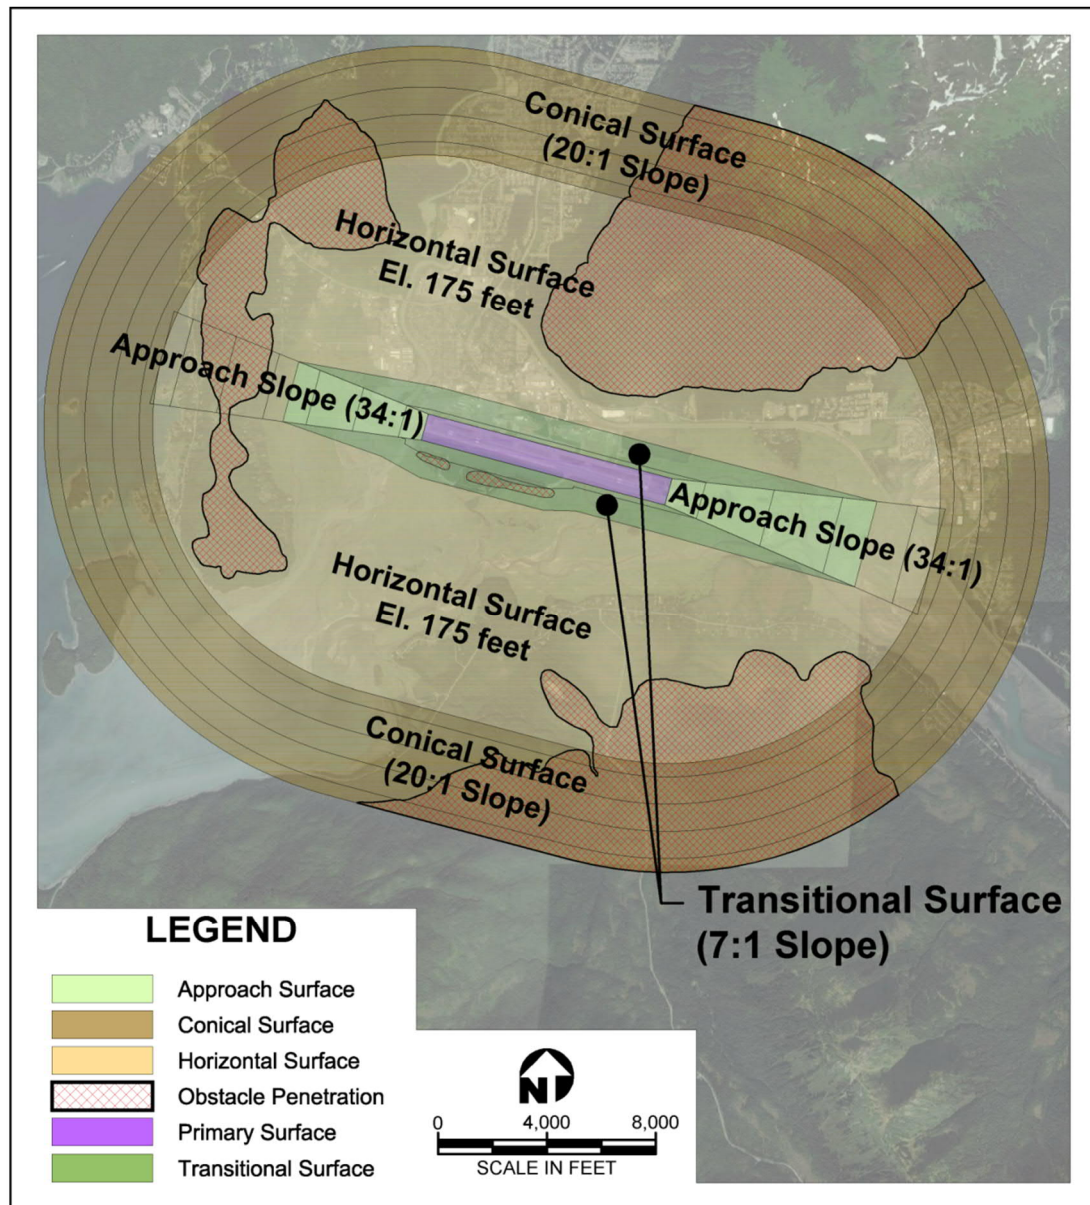 Conical Surface
(20:1 Slope)
Horizontal Surface
El. 175 feet
Approach Slope (34:1)
Approach Slope (34:1)
Horizontal Surface
El. 175 feet
Conical Surface
(20:1 Slope)
Transitional Surface
(7:1 Slope)
LEGEND
Approach Surface
Conical Surface
Horizontal Surface
Obstacle Penetration
Primary Surface
Transitional Surface
N
0 4,000 8,000
SCALE IN FEET